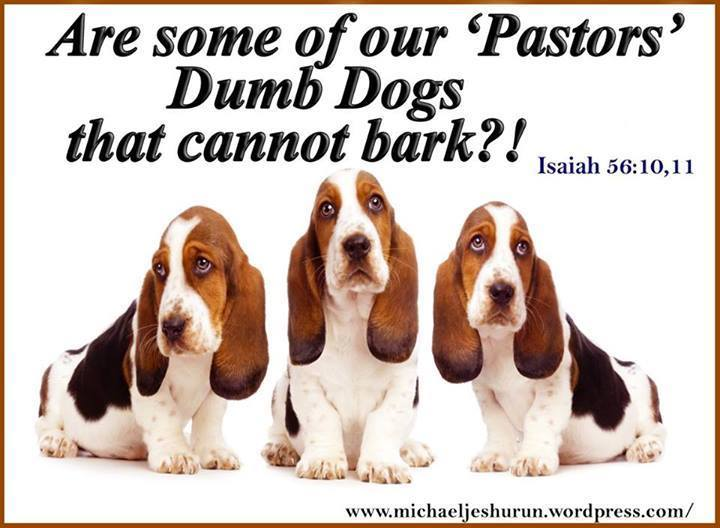 Are some of our ‘Pastors’
Dumb Dogs
that cannot bark?!
Isaiah 56:10,11
www.michaeljeshurun.wordpress.com/